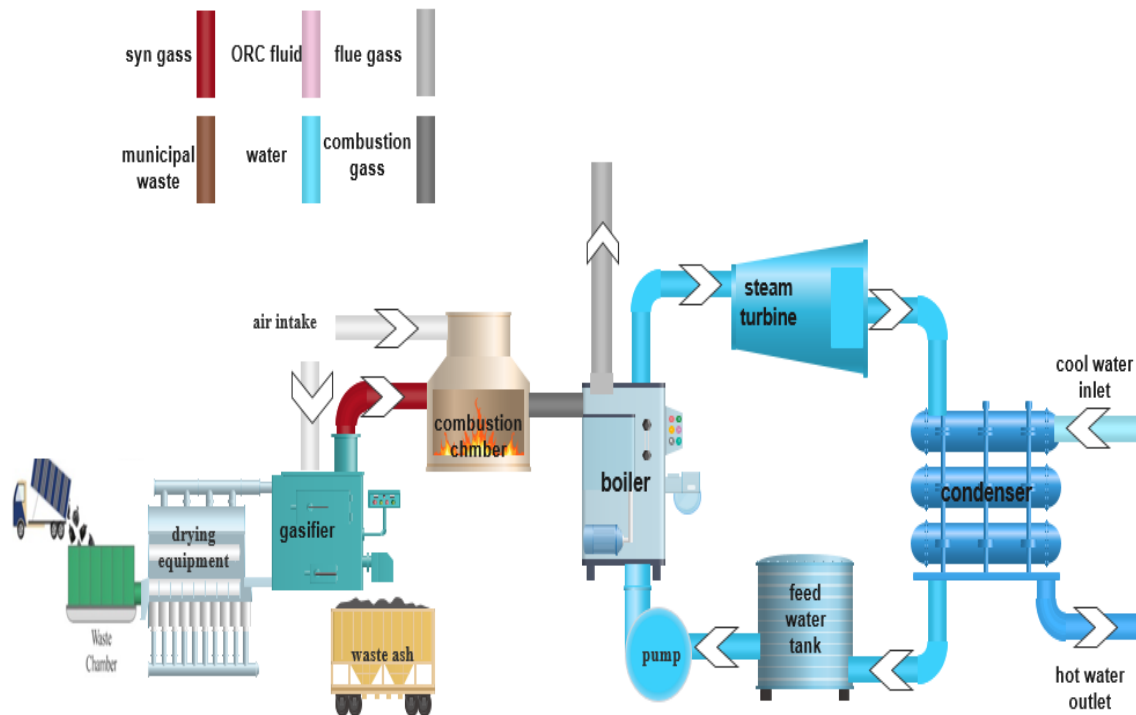 syn gass
ORC fluid
flue gass
municipal
waste
water
combustion
gass
air intake
steam
turbine
cool water
inlet
combustion
chmber
boiler
condenser
gasifier
drying
equipment
feed
water
tank
Waste
Chamber
waste ash
pump
hot water
outlet